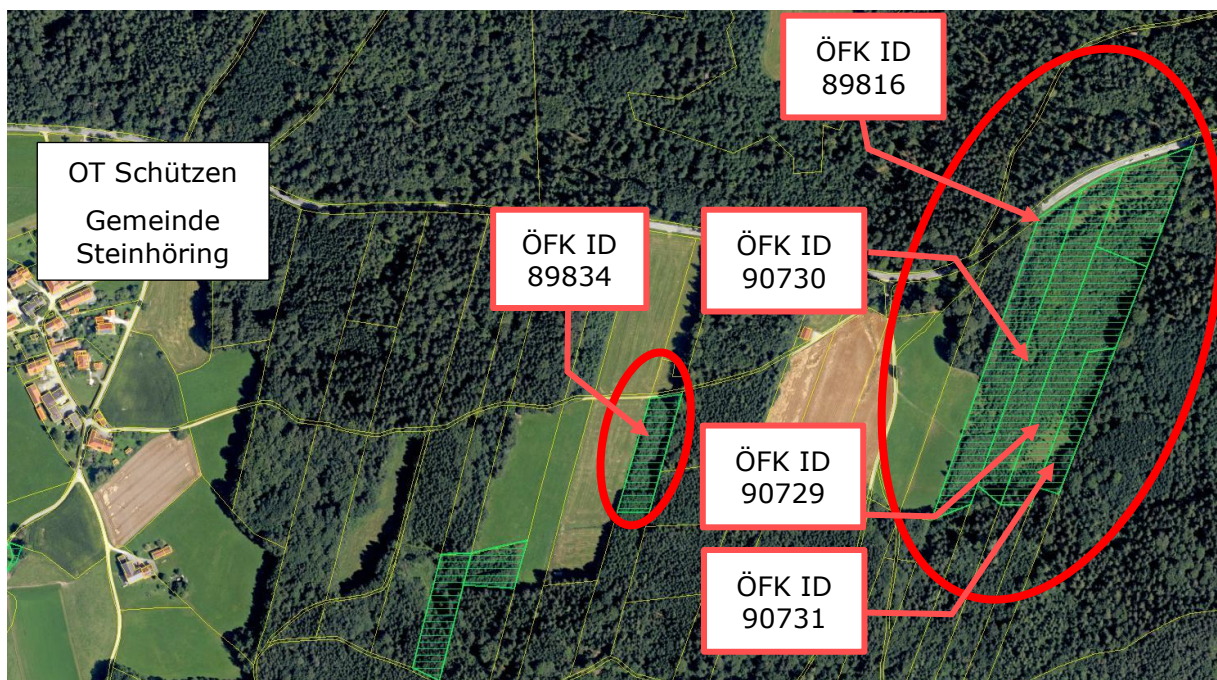 ÖFK ID
89816
OT Schützen
Gemeinde
Steinhöring
ÖFK ID
89834
ÖFK ID
90730
ÖFK ID
90729
ÖFK ID
90731